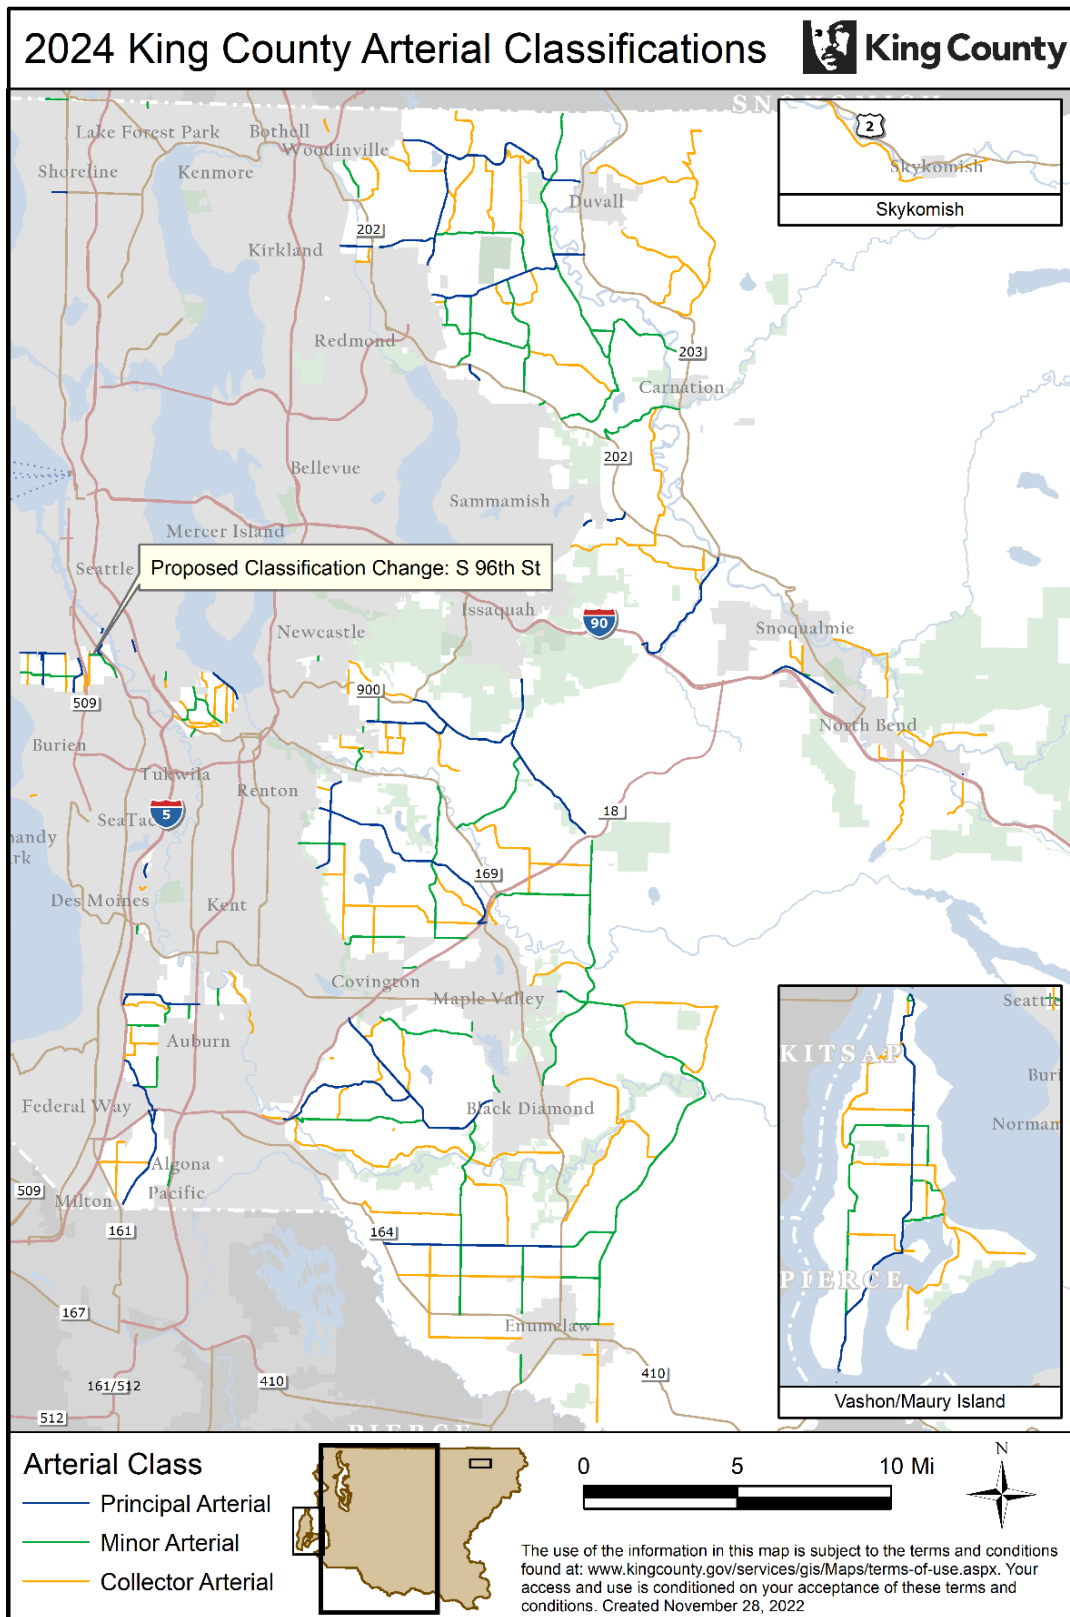 2024 King County Arterial Classifications
King County
SNOHOMISH
Lake Forest Park
Bothell
Woodinville
Shoreline
Kenmore
Duvall
2
Skykomish
Skykomish
202
Kirkland
Redmond
203
Carnation
202
Bellevue
Sammamish
Mercer Island
Seattle
Proposed Classification Change: S 96th St
Issaquah
90
Newcastle
Snoqualmie
900
509
Burien
North Bend
Tukwila
Renton
5
SeaTac
18
169
Des Moines
Kent
Covington
Maple Valley
Auburn
Federal Way
Black Diamond
Algona
Pacific
509
Milton
161
164
167
Enumclaw
161/512
410
410
512
PIERCE
Seattle
KITSAP
PIERCE
Vashon/Maury Island
Arterial Class
Principal Arterial
Minor Arterial
Collector Arterial
0 5 10 Mi
N
The use of the information in this map is subject to the terms and conditions
found at: www.kingcounty.gov/services/gis/Maps/terms-of-use.aspx. Your
access and use is conditioned on your acceptance of these terms and
conditions. Created November 28, 2022